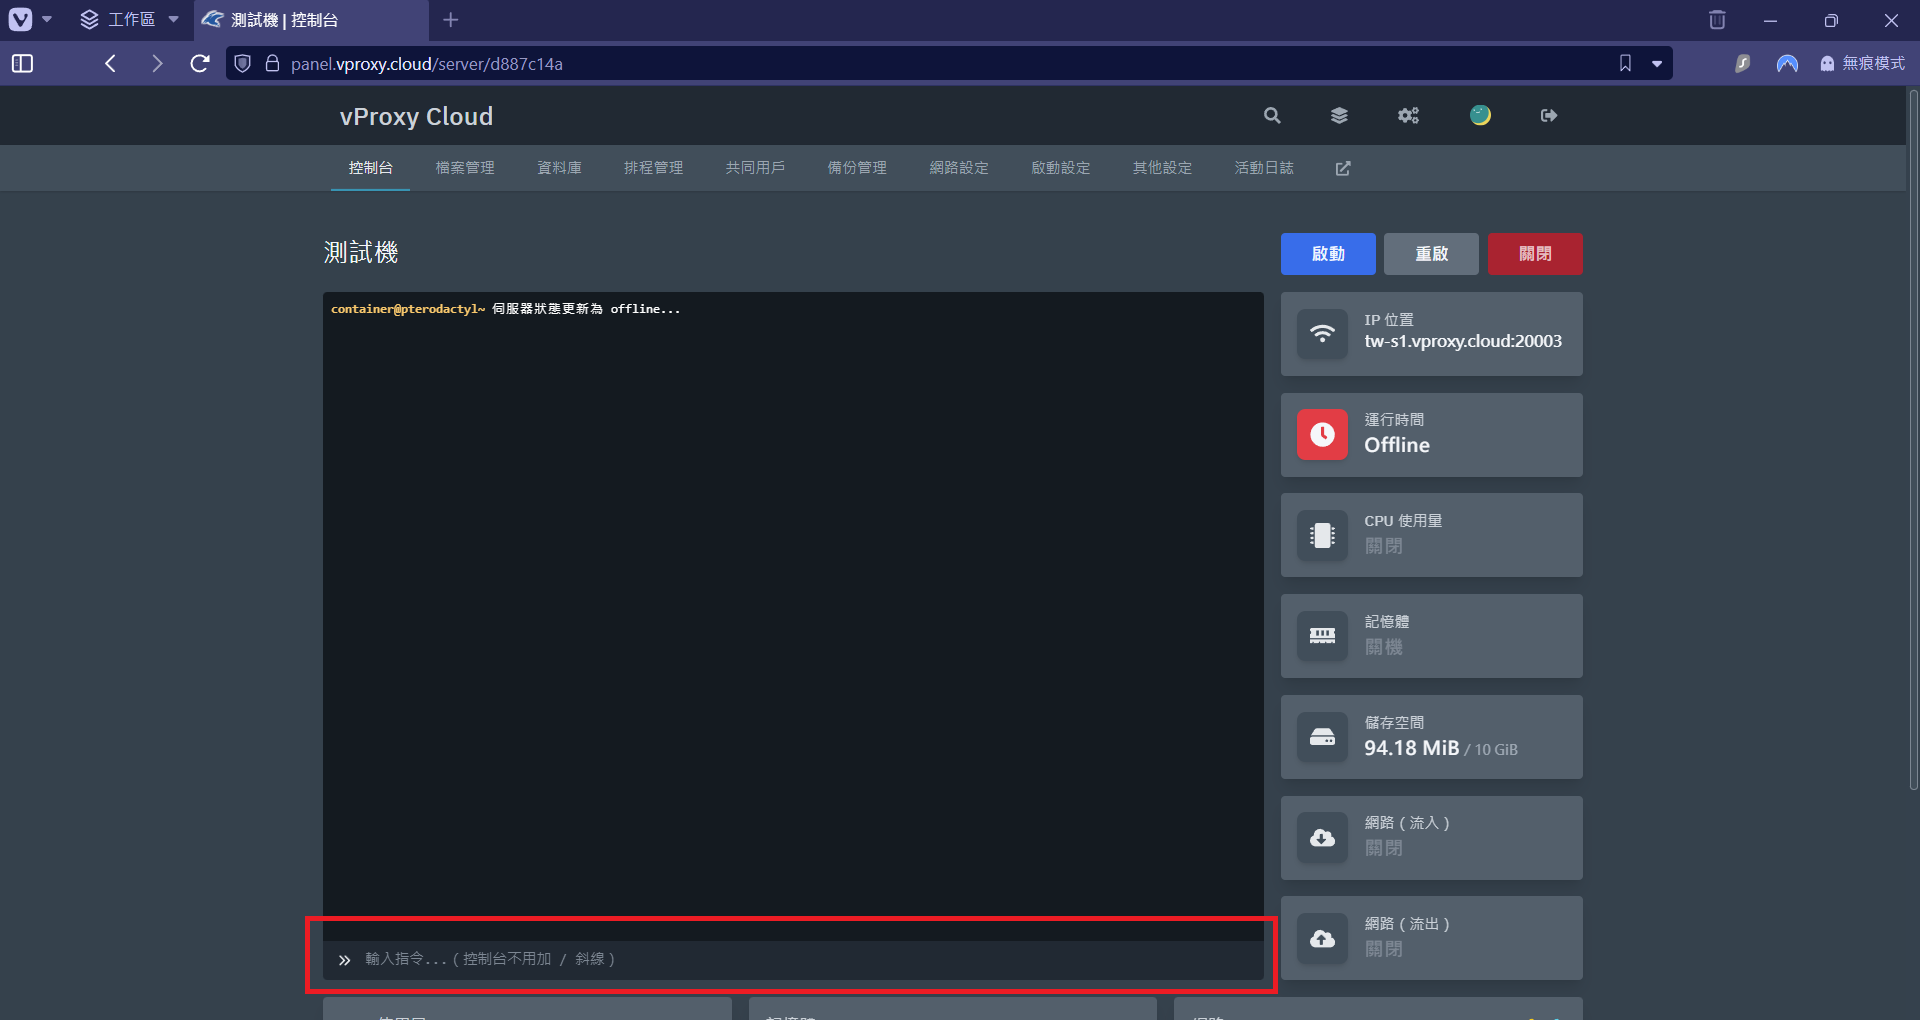 工作區
測試機 | 控制台
panel.vproxy.cloud/server/d887c14a
無痕模式
vProxy Cloud
控制台 檔案管理 資料庫 排程管理 共同用戶 備份管理 網路設定 啟動設定 其他設定 活動日誌
測試機
啟動 重啟 關閉
container@pterodactyl~ 伺服器狀態更新為 offline...
IP 位置
tw-s1.vproxy.cloud:20003
運行時間
Offline
CPU 使用量
關閉
記憶體
關機
儲存空間
94.18 MiB / 10 GiB
網路 ( 流入 )
關閉
網路 ( 流出 )
關閉
» 輸入指令... ( 控制台不用加 / 斜線 )